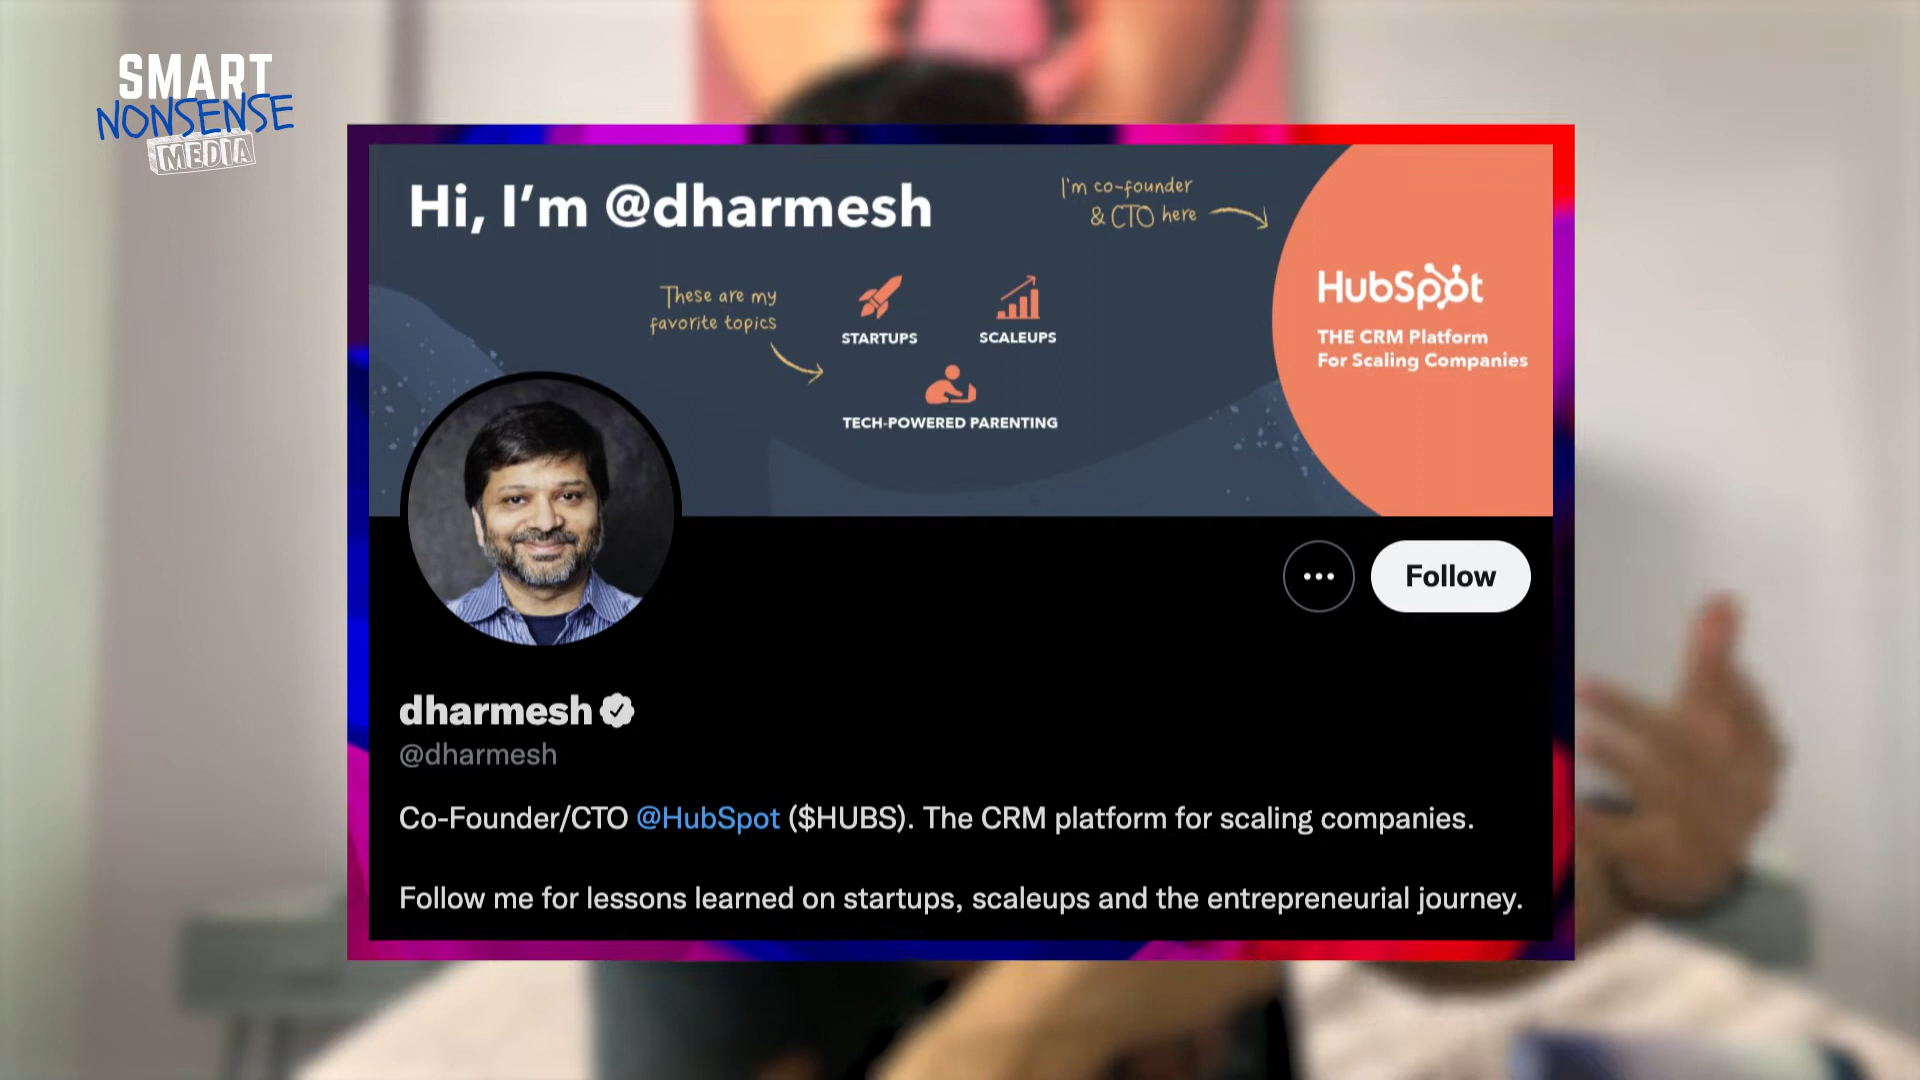 SMART
NONSENSE
MEDIA
Hi, I'm @dharmesh
I'm co-founder
& CTO here
HubSpot
THE CRM Platform
For Scaling Companies
These are my
favorite topics
STARTUPS
SCALEUPS
TECH-POWERED PARENTING
Follow
dharmesh
@dharmesh
Co-Founder/CTO @HubSpot ($HUBS). The CRM platform for scaling companies.
Follow me for lessons learned on startups, scaleups and the entrepreneurial journey.